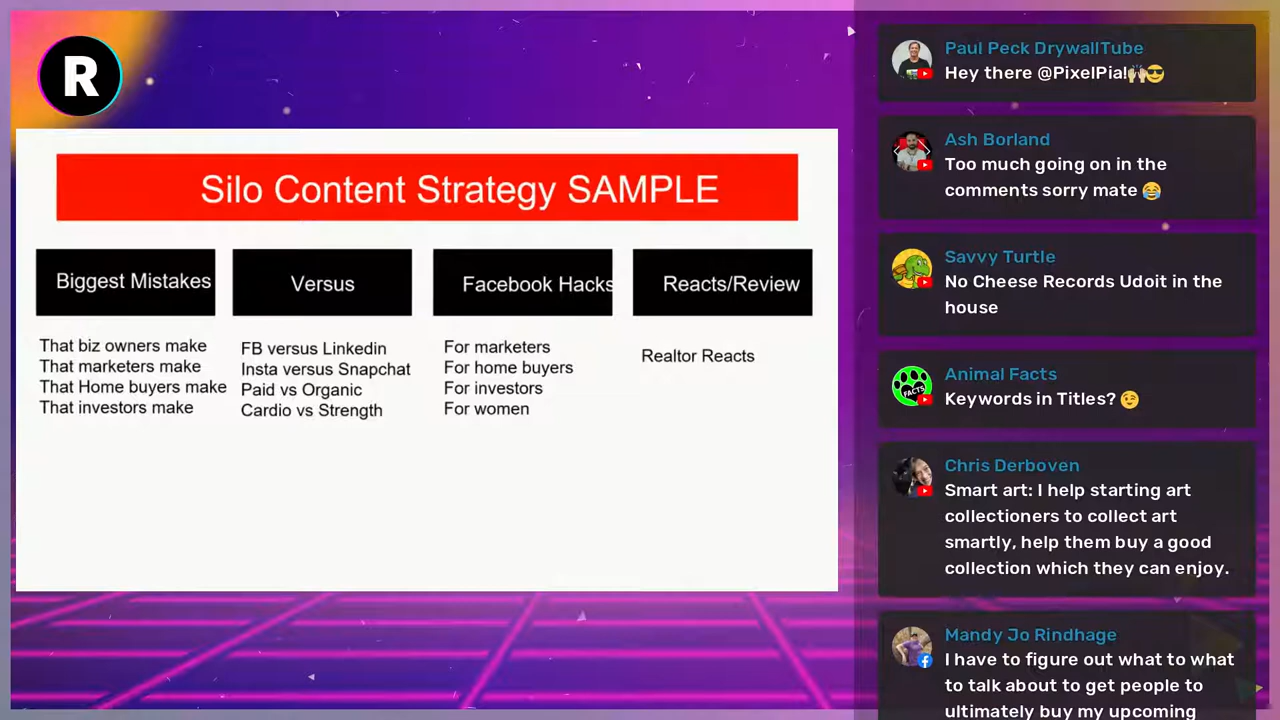 R
Silo Content Strategy SAMPLE
Biggest Mistakes
That biz owners make
That marketers make
That Home buyers make
That investors make
Versus
FB versus Linkedin
Insta versus Snapchat
Paid vs Organic
Cardio vs Strength
Facebook Hacks
For marketers
For home buyers
For investors
For women
Reacts/Review
Realtor Reacts
Paul Peck DrywallTube
Hey there @PixelPia!🙌🏼😎
Ash Borland
Too much going on in the
comments sorry mate 😂
Savvy Turtle
No Cheese Records Udoit in the
house
Animal Facts
FACTS
Keywords in Titles? 😉
Chris Derboven
Smart art: I help starting art
collectioners to collect art
smartly, help them buy a good
collection which they can enjoy.
Mandy Jo Rindhage
I have to figure out what to what
to talk about to get people to
ultimately buy my upcoming